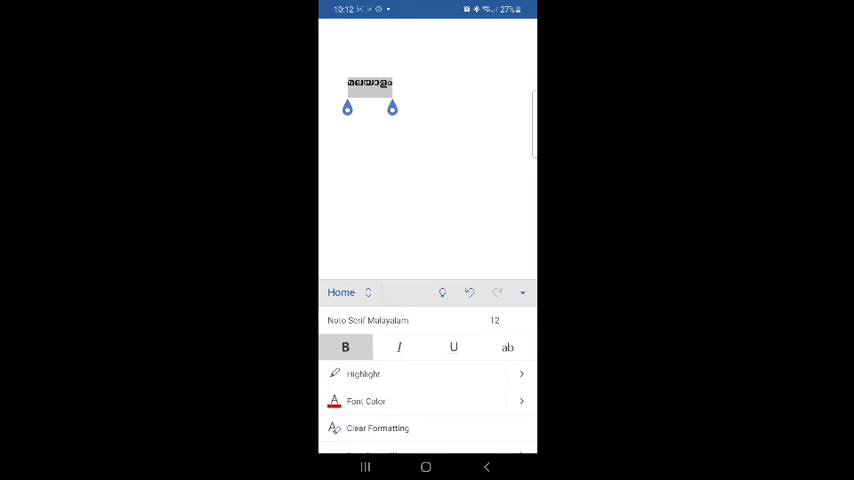 10:12
27%
മലയാളം
Home
Noto Serif Malayalam 12
B I U ab
Highlight
A Font Color
Clear Formatting